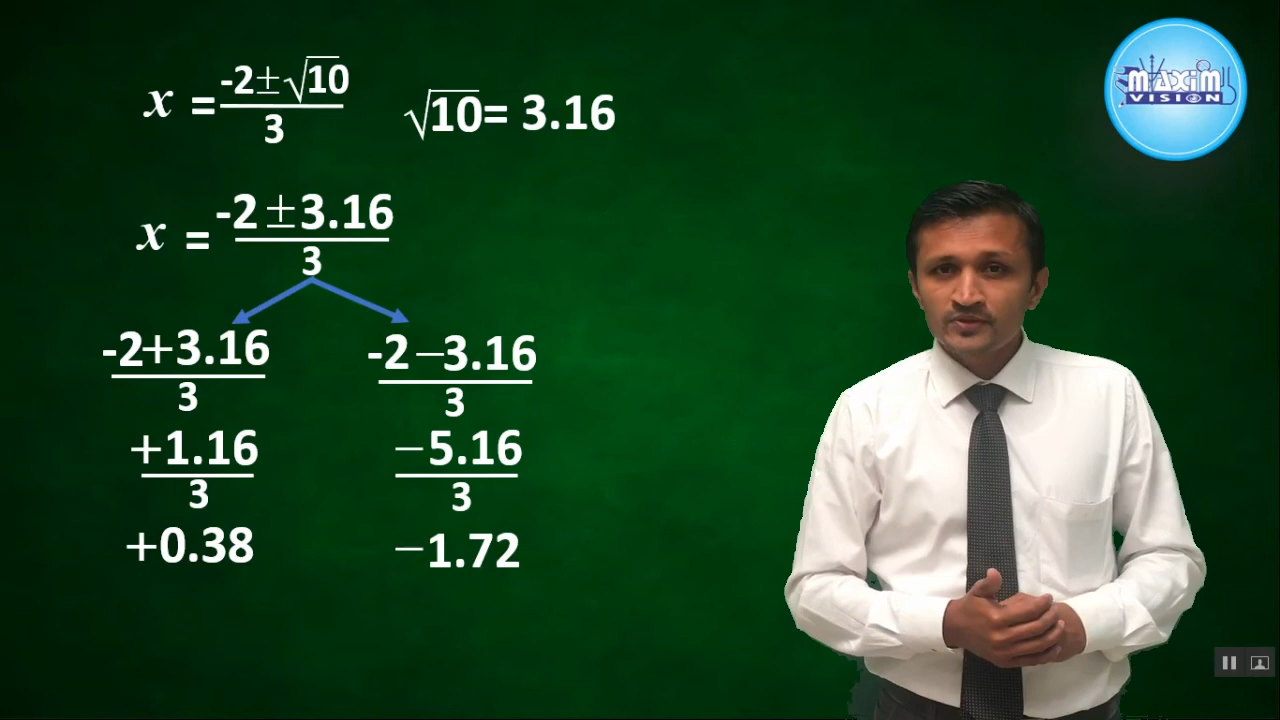 x = -2±√10 / 3
√10 = 3.16
x = -2±3.16 / 3
-2+3.16 / 3
-2−3.16 / 3
+1.16 / 3
−5.16 / 3
+0.38
−1.72
MAXIM
VISION